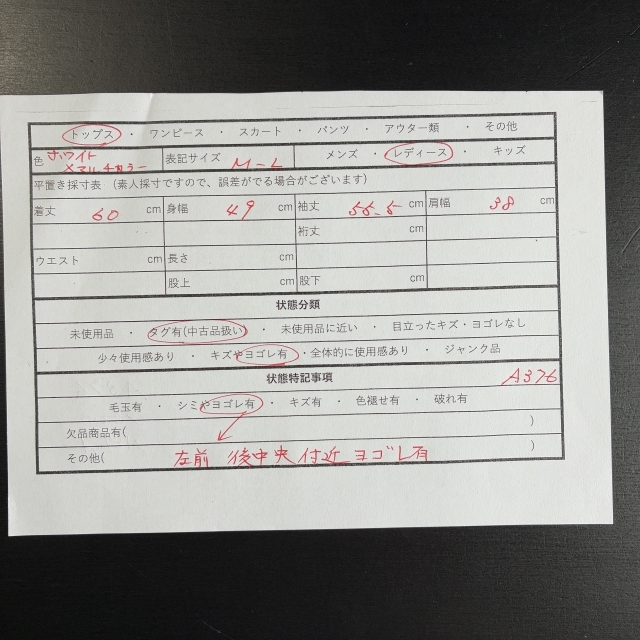 トップス ・ ワンピース ・ スカート ・ パンツ ・ アウター類 ・ その他
色 ホワイト×マルチカラー 表記サイズ M-L メンズ ・ レディース ・ キッズ
平置き採寸表 (素人採寸ですので、誤差がでる場合がございます)
着丈 60 cm 身幅 49 cm 袖丈 56.5 cm 肩幅 38 cm
裄丈 cm
ウエスト cm 長さ
股上 cm 股下 cm
状態分類
未使用品 ・ タグ有(中古品扱い) ・ 未使用品に近い ・ 目立ったキズ・ヨゴレなし
少々使用感あり ・ キズやヨゴレ有 ・全体的に使用感あり ・ ジャンク品
状態特記事項 A376
毛玉有 ・ シミやヨゴレ有 ・ キズ有 ・ 色褪せ有 ・ 破れ有
欠品商品有( )
その他( 左前 後中央付近ヨゴレ有 )